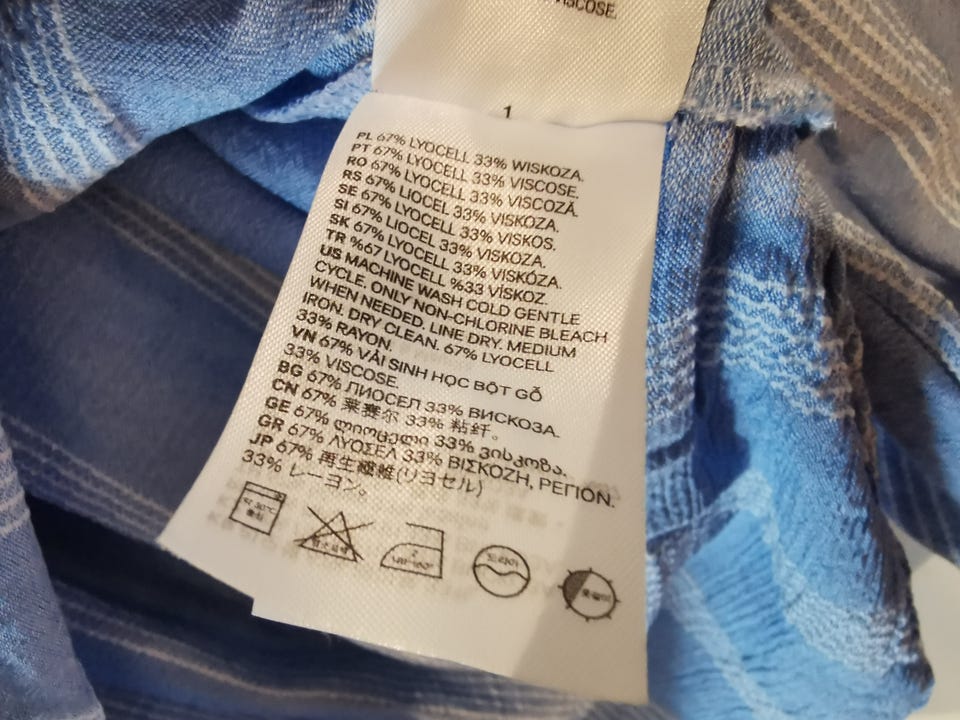 VISCOSE.
1
PL 67% LYOCELL 33% WISKOZA.
PT 67% LYOCELL 33% VISCOSE.
RO 67% LYOCELL 33% VISCOZĂ.
RS 67% LIOCEL 33% VISKOZA.
SE 67% LYOCELL 33% VISKOS.
SI 67% LIOCEL 33% VISKOZA.
SK 67% LYOCELL 33% VISKÓZA.
TR %67 LYOCELL %33 VİSKOZ.
US MACHINE WASH COLD GENTLE
CYCLE. ONLY NON-CHLORINE BLEACH
WHEN NEEDED. LINE DRY. MEDIUM
IRON. DRY CLEAN. 67% LYOCELL
33% RAYON.
VN 67% VẢI SINH HỌC BỘT GỖ
33% VISCOSE.
BG 67% ЛИОСЕЛ 33% ВИСКОЗА.
CN 67% 莱赛尔 33% 粘纤。
GE 67% ლიოცელი 33% ვისკოზა.
GR 67% ΛΥΟΣΕΛ 33% ΒΙΣΚΟΖΗ, ΡΕΓΙΟΝ.
JP 67% 再生繊維(リヨセル)
33% レーヨン。
드라이